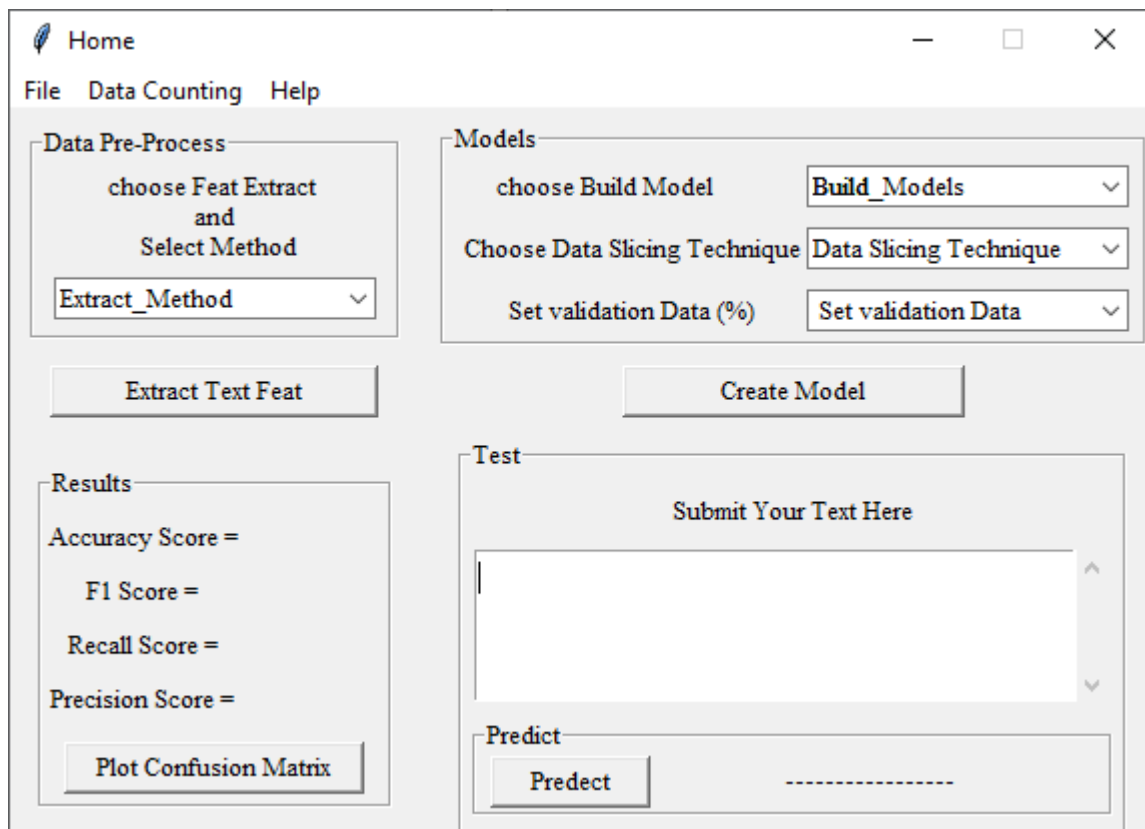 Home
File Data Counting Help
Data Pre-Process
choose Feat Extract
and
Select Method
Extract_Method
Extract Text Feat
Models
choose Build Model Build_Models
Choose Data Slicing Technique Data Slicing Technique
Set validation Data (%) Set validation Data
Create Model
Results
Accuracy Score =
F1 Score =
Recall Score =
Precision Score =
Plot Confusion Matrix
Test
Submit Your Text Here
Predict
Predect -----------------